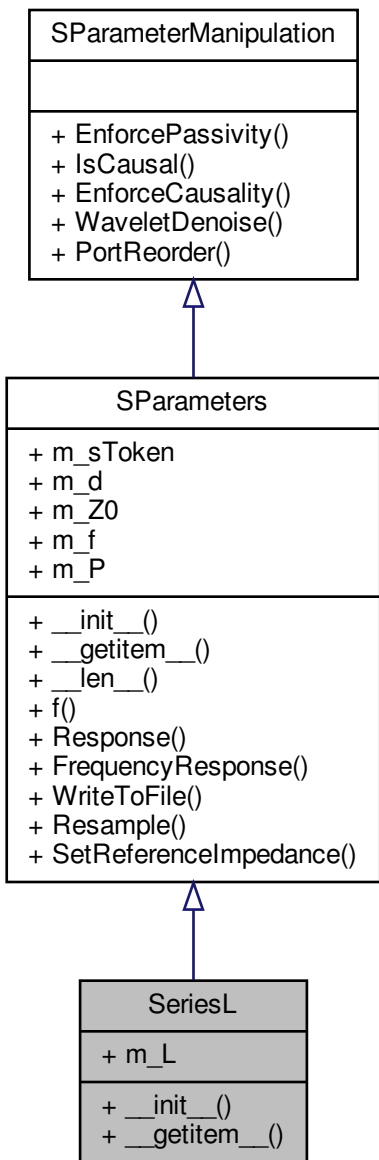 SParameterManipulation
+ EnforcePassivity()
+ IsCausal()
+ EnforceCausality()
+ WaveletDenoise()
+ PortReorder()
SParameters
+ m_sToken
+ m_d
+ m_Z0
+ m_f
+ m_P
+ __init__()
+ __getitem__()
+ __len__()
+ f()
+ Response()
+ FrequencyResponse()
+ WriteToFile()
+ Resample()
+ SetReferenceImpedance()
SeriesL
+ m_L
+ __init__()
+ __getitem__()